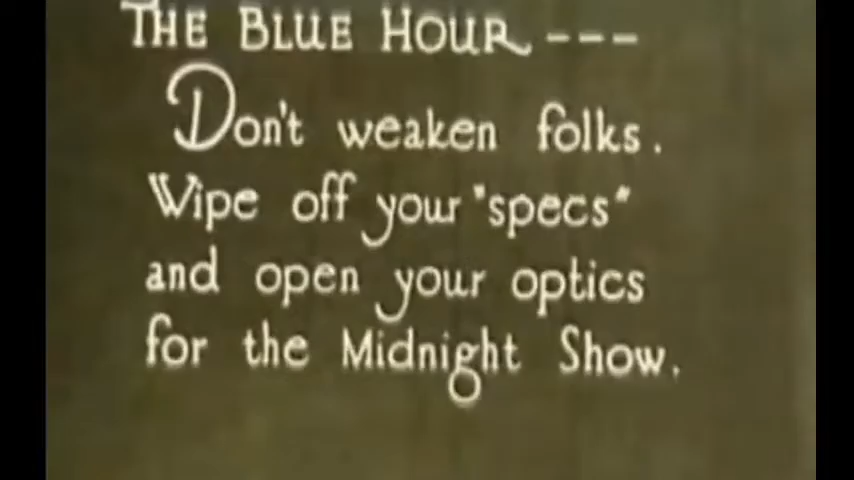 THE BLUE HOUR ---
Don't weaken folks.
Wipe off your "specs"
and open your optics
for the Midnight Show.